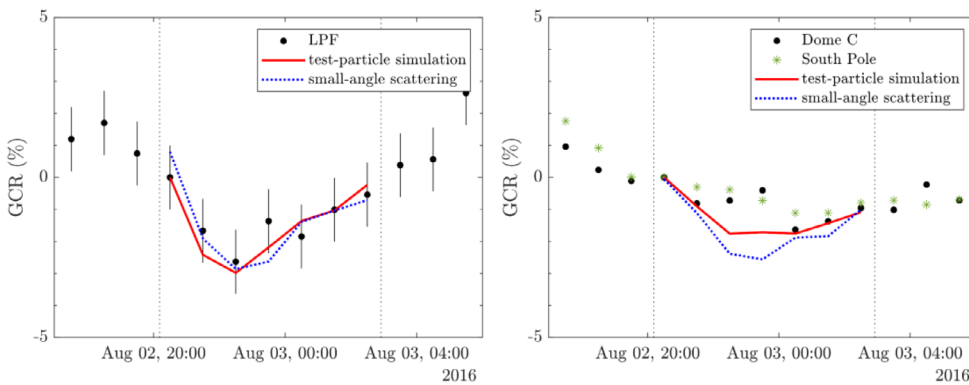 5
LPF
test-particle simulation
small-angle scattering
GCR (%)
0
-5
Aug 02, 20:00
Aug 03, 00:00
Aug 03, 04:00
2016
5
Dome C
South Pole
test-particle simulation
small-angle scattering
GCR (%)
0
-5
Aug 02, 20:00
Aug 03, 00:00
Aug 03, 04:00
2016